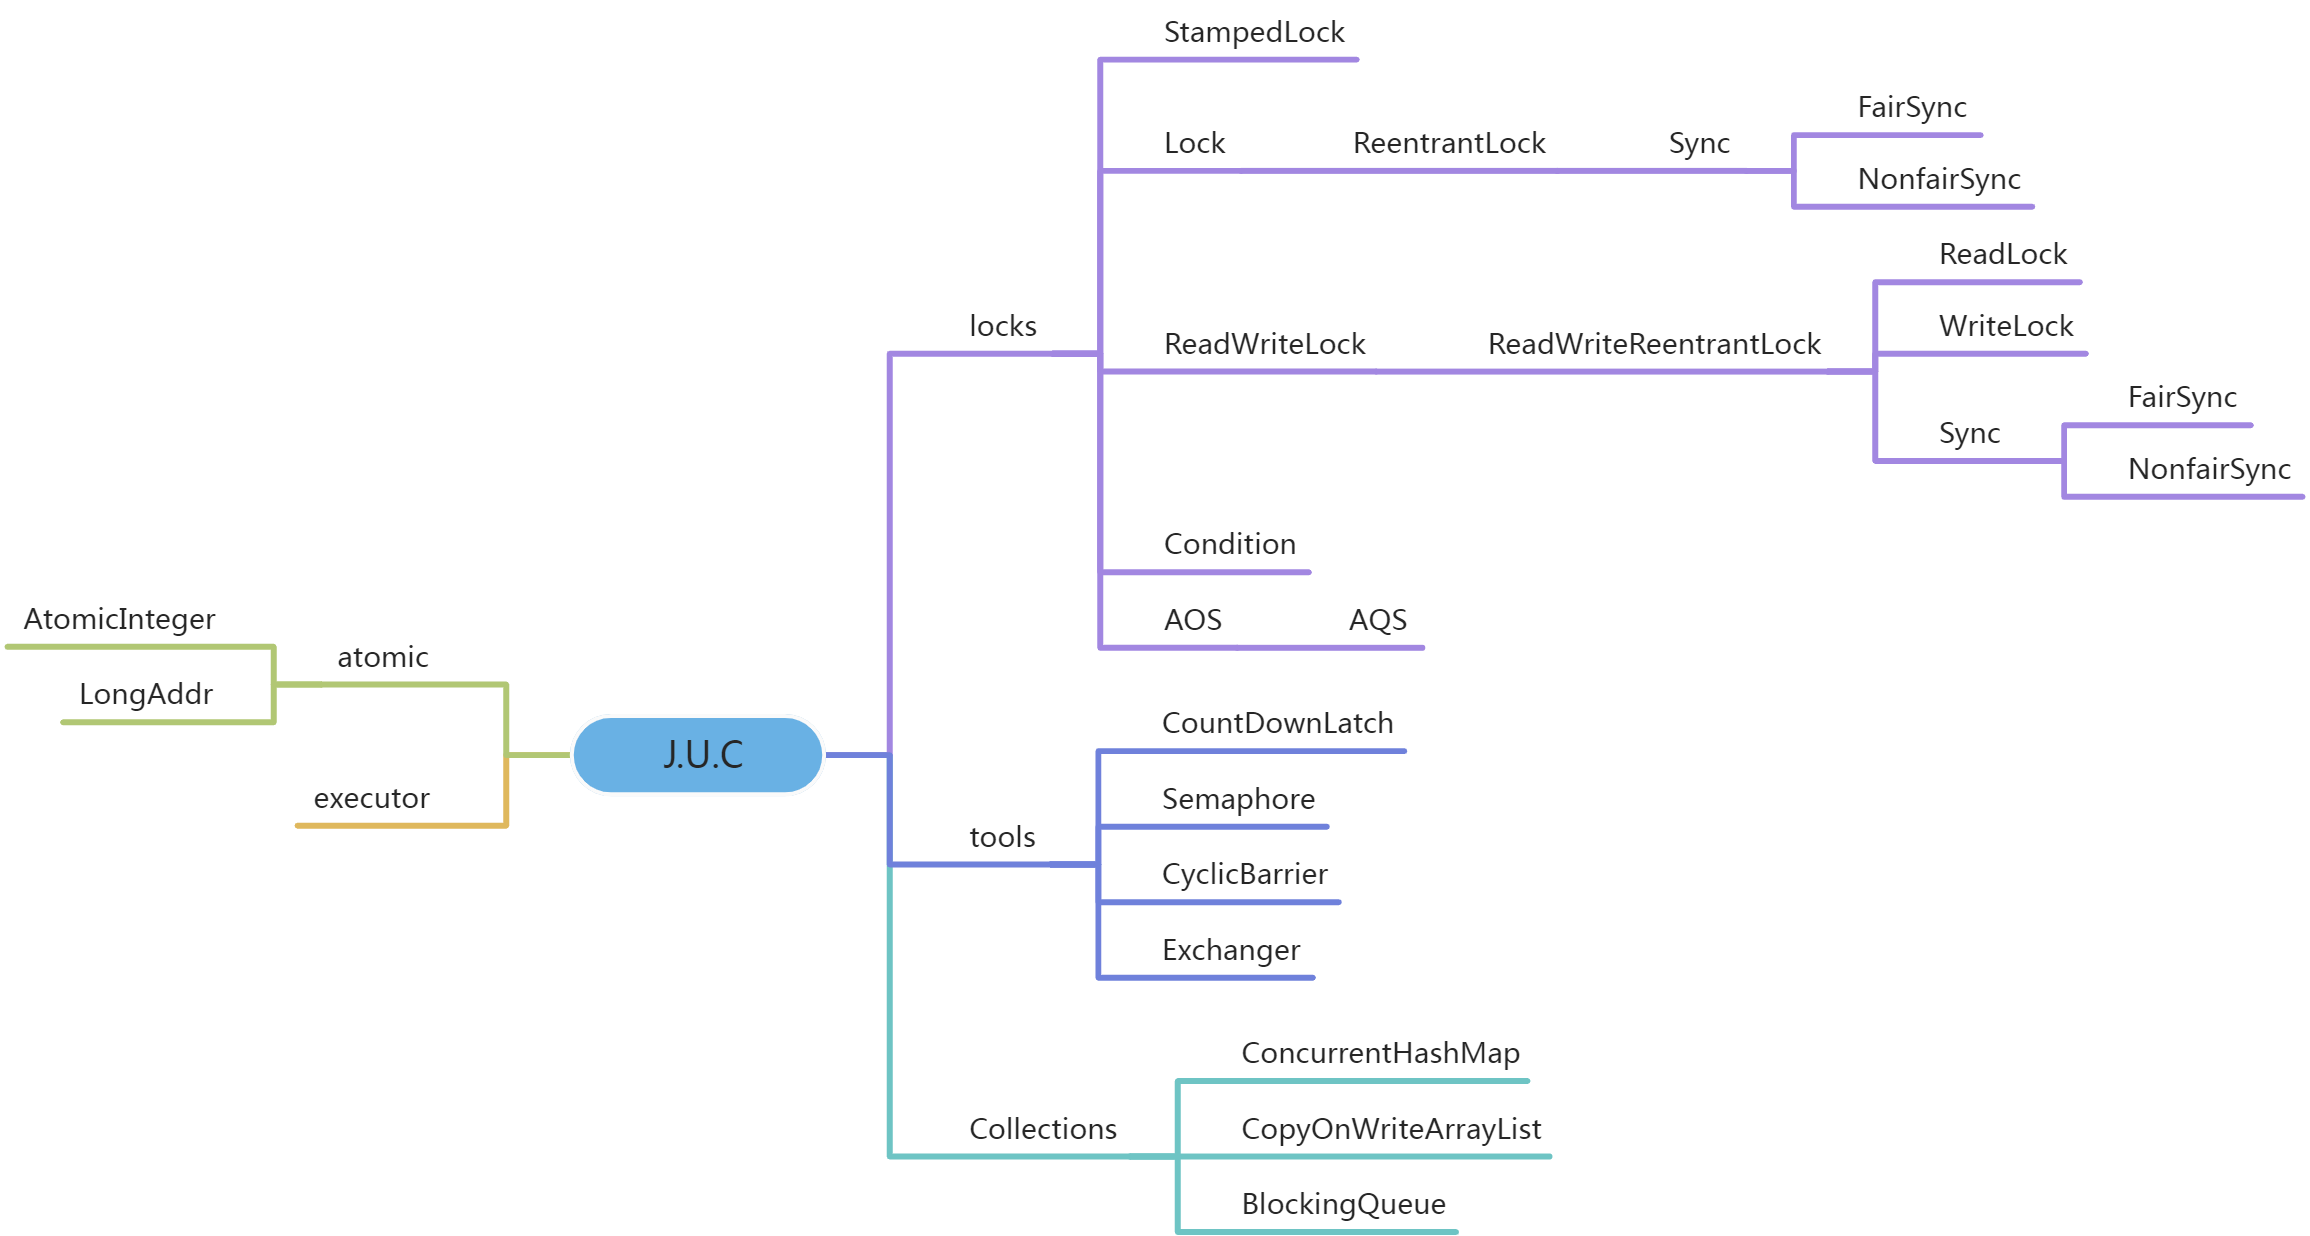 J.U.C
locks
StampedLock
Lock
ReentrantLock
Sync
FairSync
NonfairSync
ReadWriteLock
ReadWriteReentrantLock
ReadLock
WriteLock
Sync
FairSync
NonfairSync
Condition
AOS
AQS
tools
CountDownLatch
Semaphore
CyclicBarrier
Exchanger
Collections
ConcurrentHashMap
CopyOnWriteArrayList
BlockingQueue
atomic
AtomicInteger
LongAddr
executor